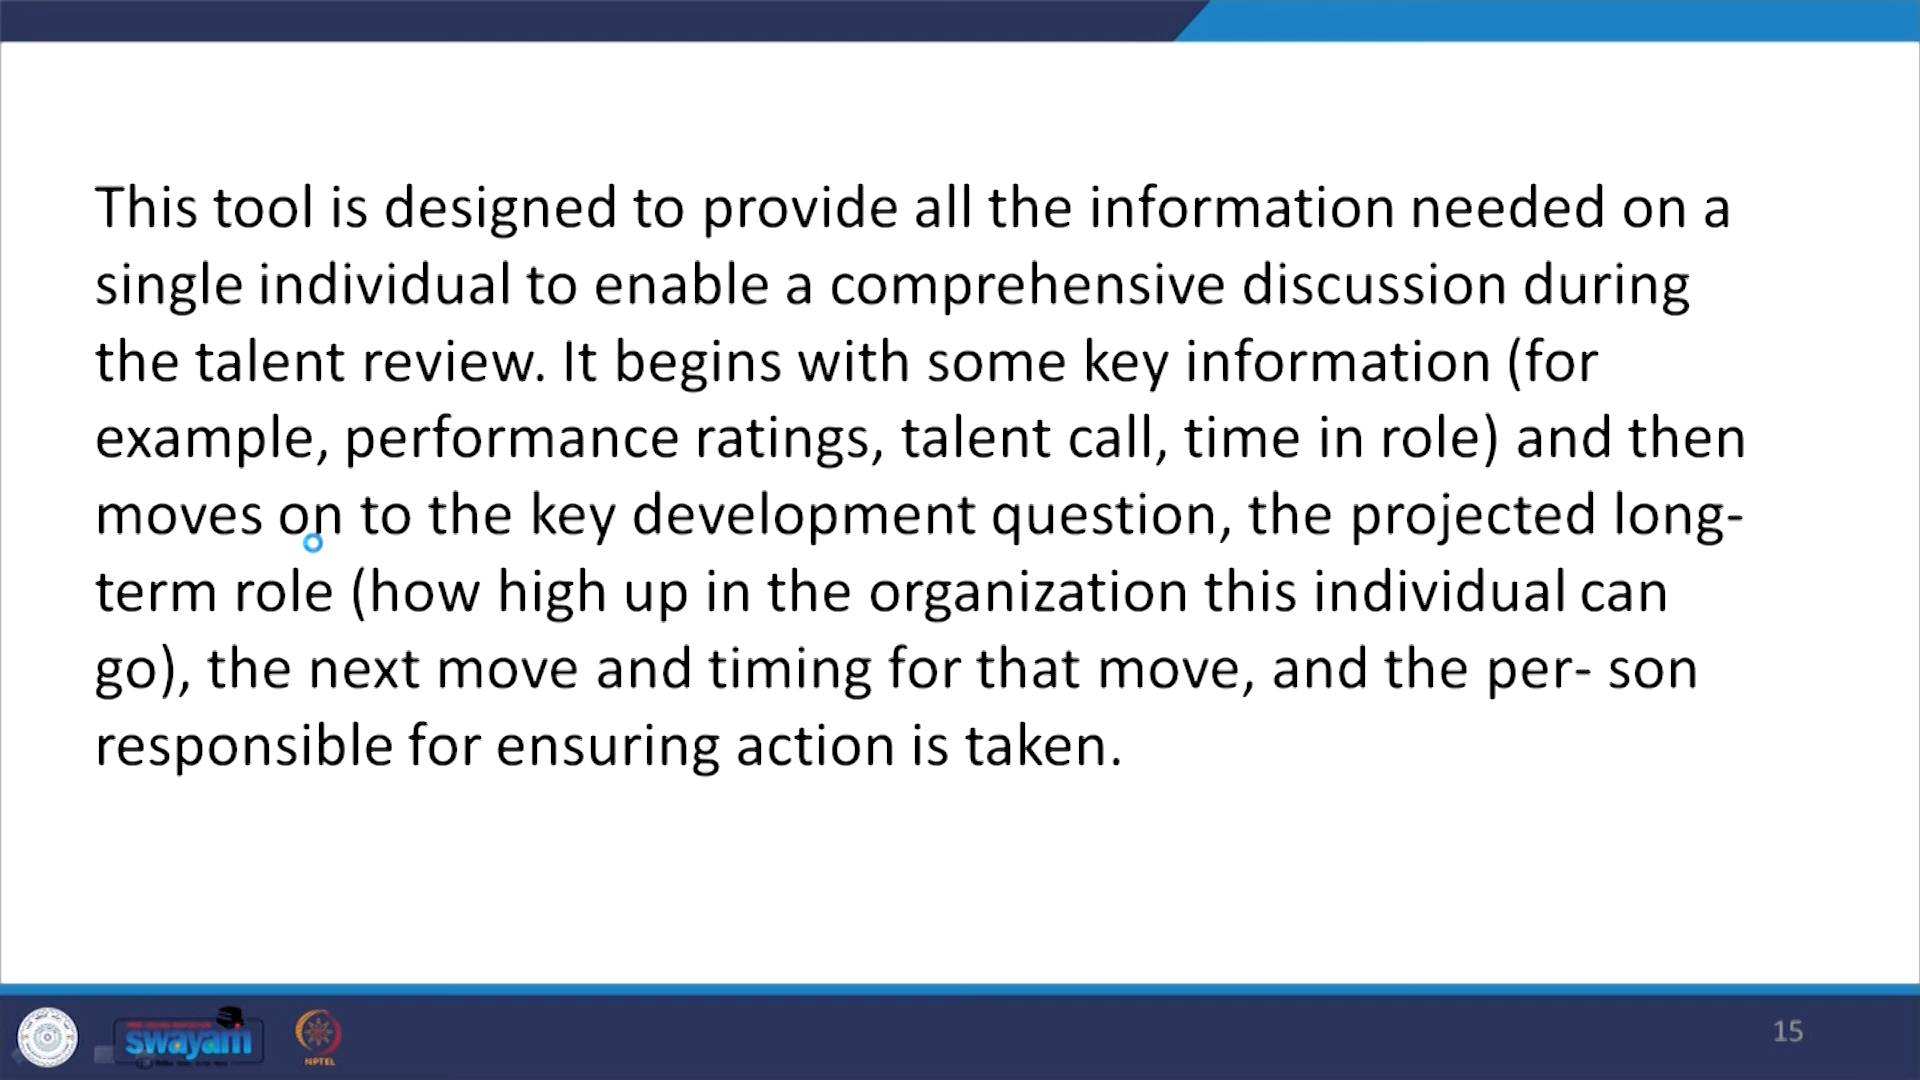 This tool is designed to provide all the information needed on a
single individual to enable a comprehensive discussion during
the talent review. It begins with some key information (for
example, performance ratings, talent call, time in role) and then
moves on to the key development question, the projected long-
term role (how high up in the organization this individual can
go), the next move and timing for that move, and the per- son
responsible for ensuring action is taken.
swayam
NPTEL
15